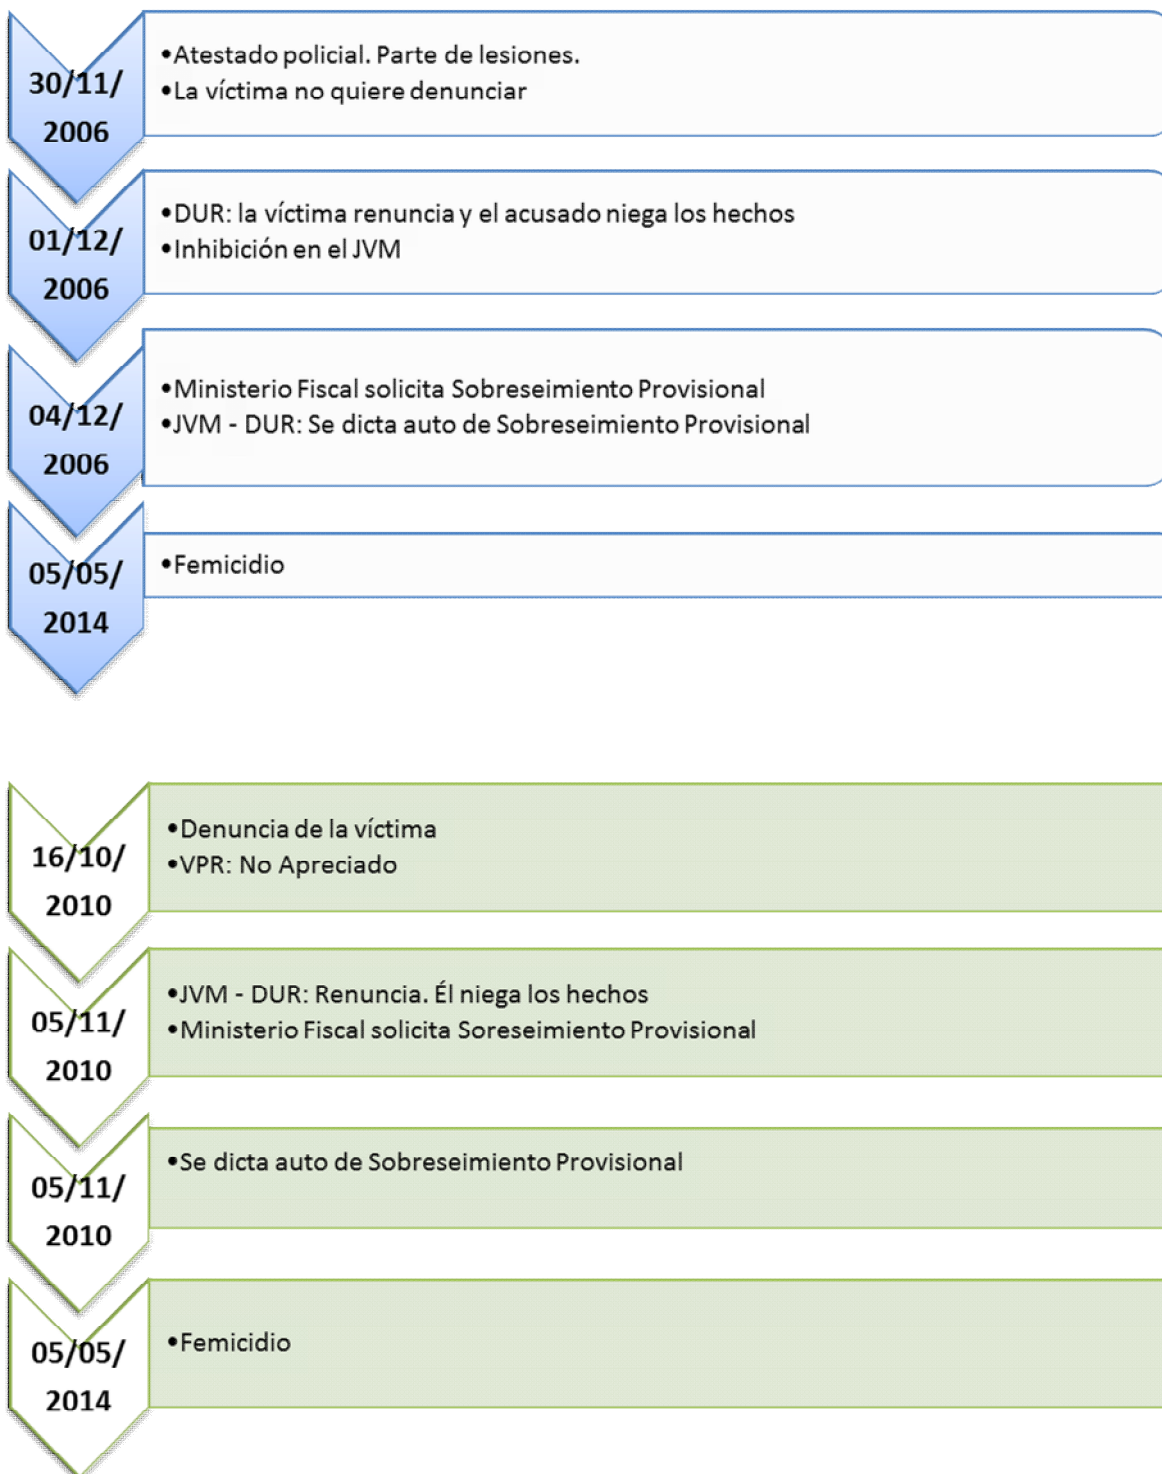 30/11/
2006
•Atestado policial. Parte de lesiones.
•La víctima no quiere denunciar
01/12/
2006
•DUR: la víctima renuncia y el acusado niega los hechos
•Inhibición en el JVM
04/12/
2006
•Ministerio Fiscal solicita Sobreseimiento Provisional
•JVM - DUR: Se dicta auto de Sobreseimiento Provisional
05/05/
2014
•Femicidio
16/10/
2010
•Denuncia de la víctima
•VPR: No Apreciado
05/11/
2010
•JVM - DUR: Renuncia. Él niega los hechos
•Ministerio Fiscal solicita Soreseimiento Provisional
05/11/
2010
•Se dicta auto de Sobreseimiento Provisional
05/05/
2014
•Femicidio